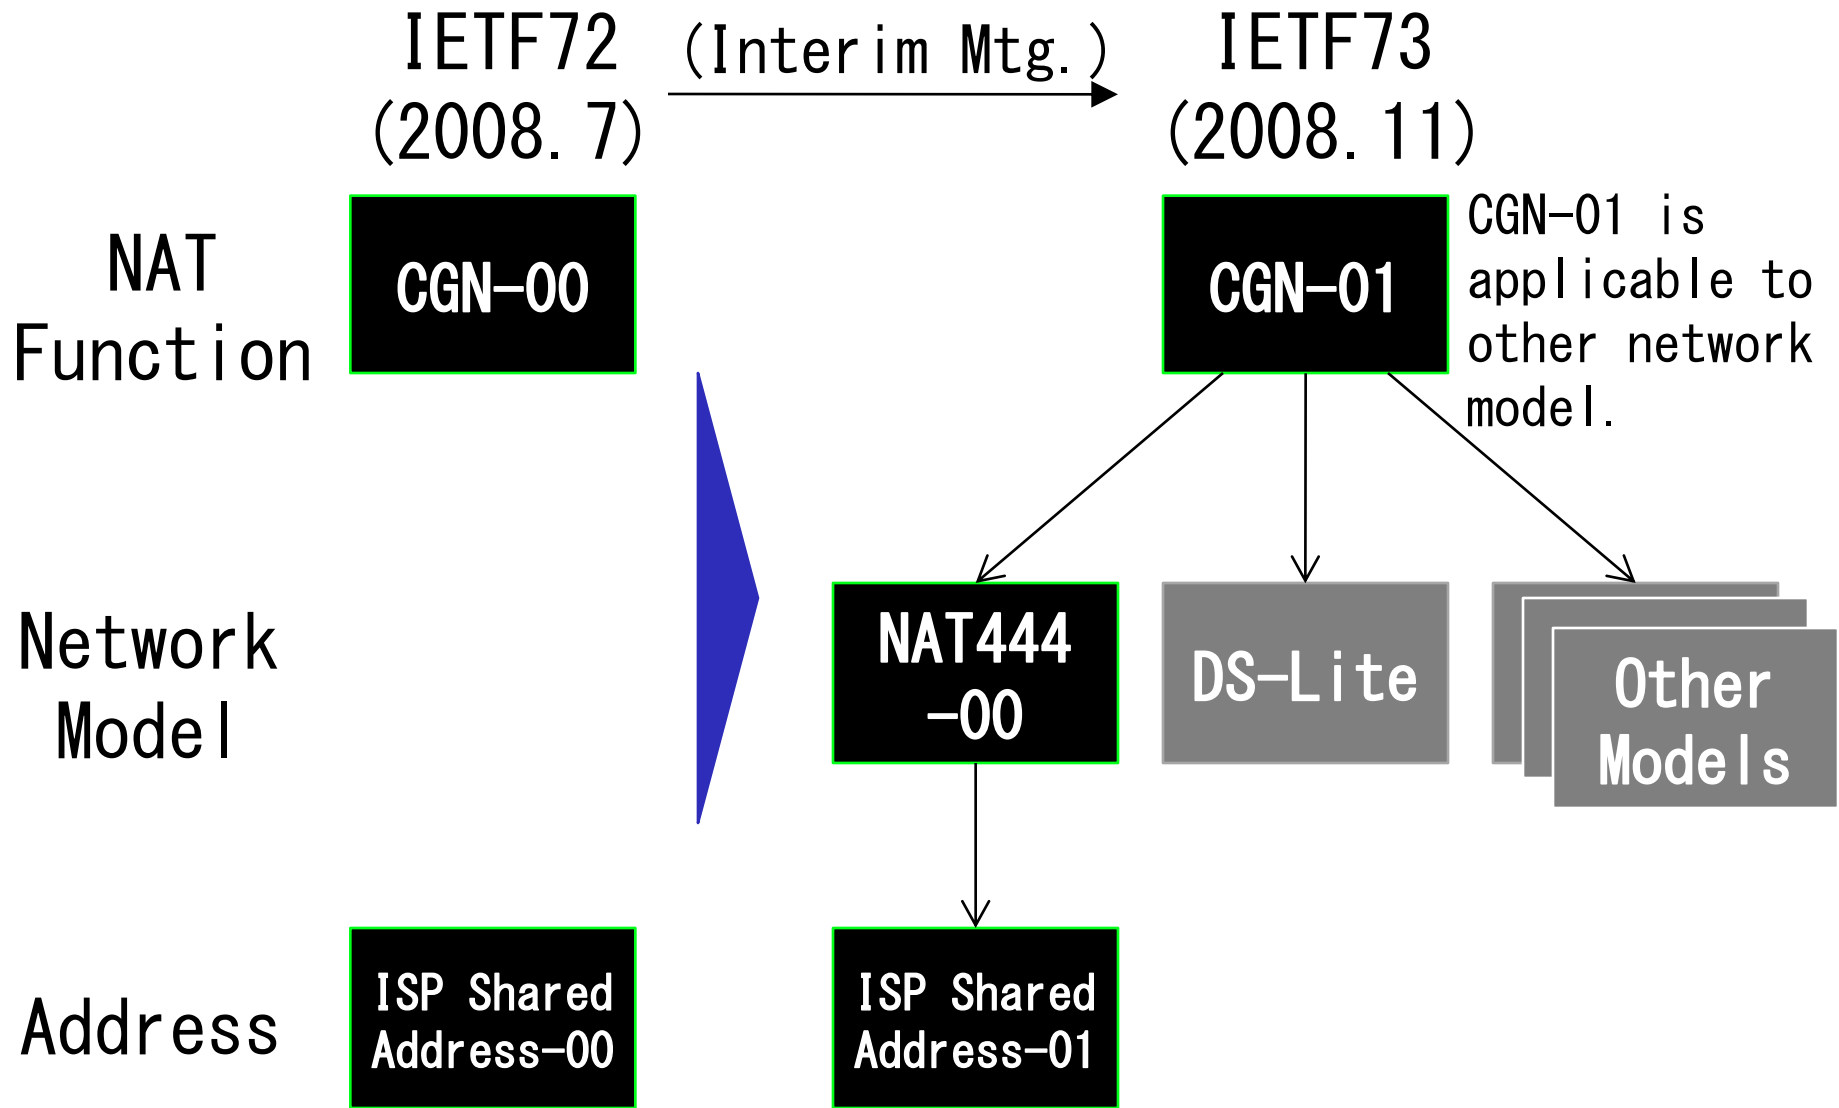 IETF72
(2008.7)
(Interim Mtg.)
IETF73
(2008.11)
NAT
Function
CGN-00
CGN-01
CGN-01 is
applicable to
other network
model.
Network
Model
NAT444
-00
DS-Lite
Other
Models
Address
ISP Shared
Address-00
ISP Shared
Address-01